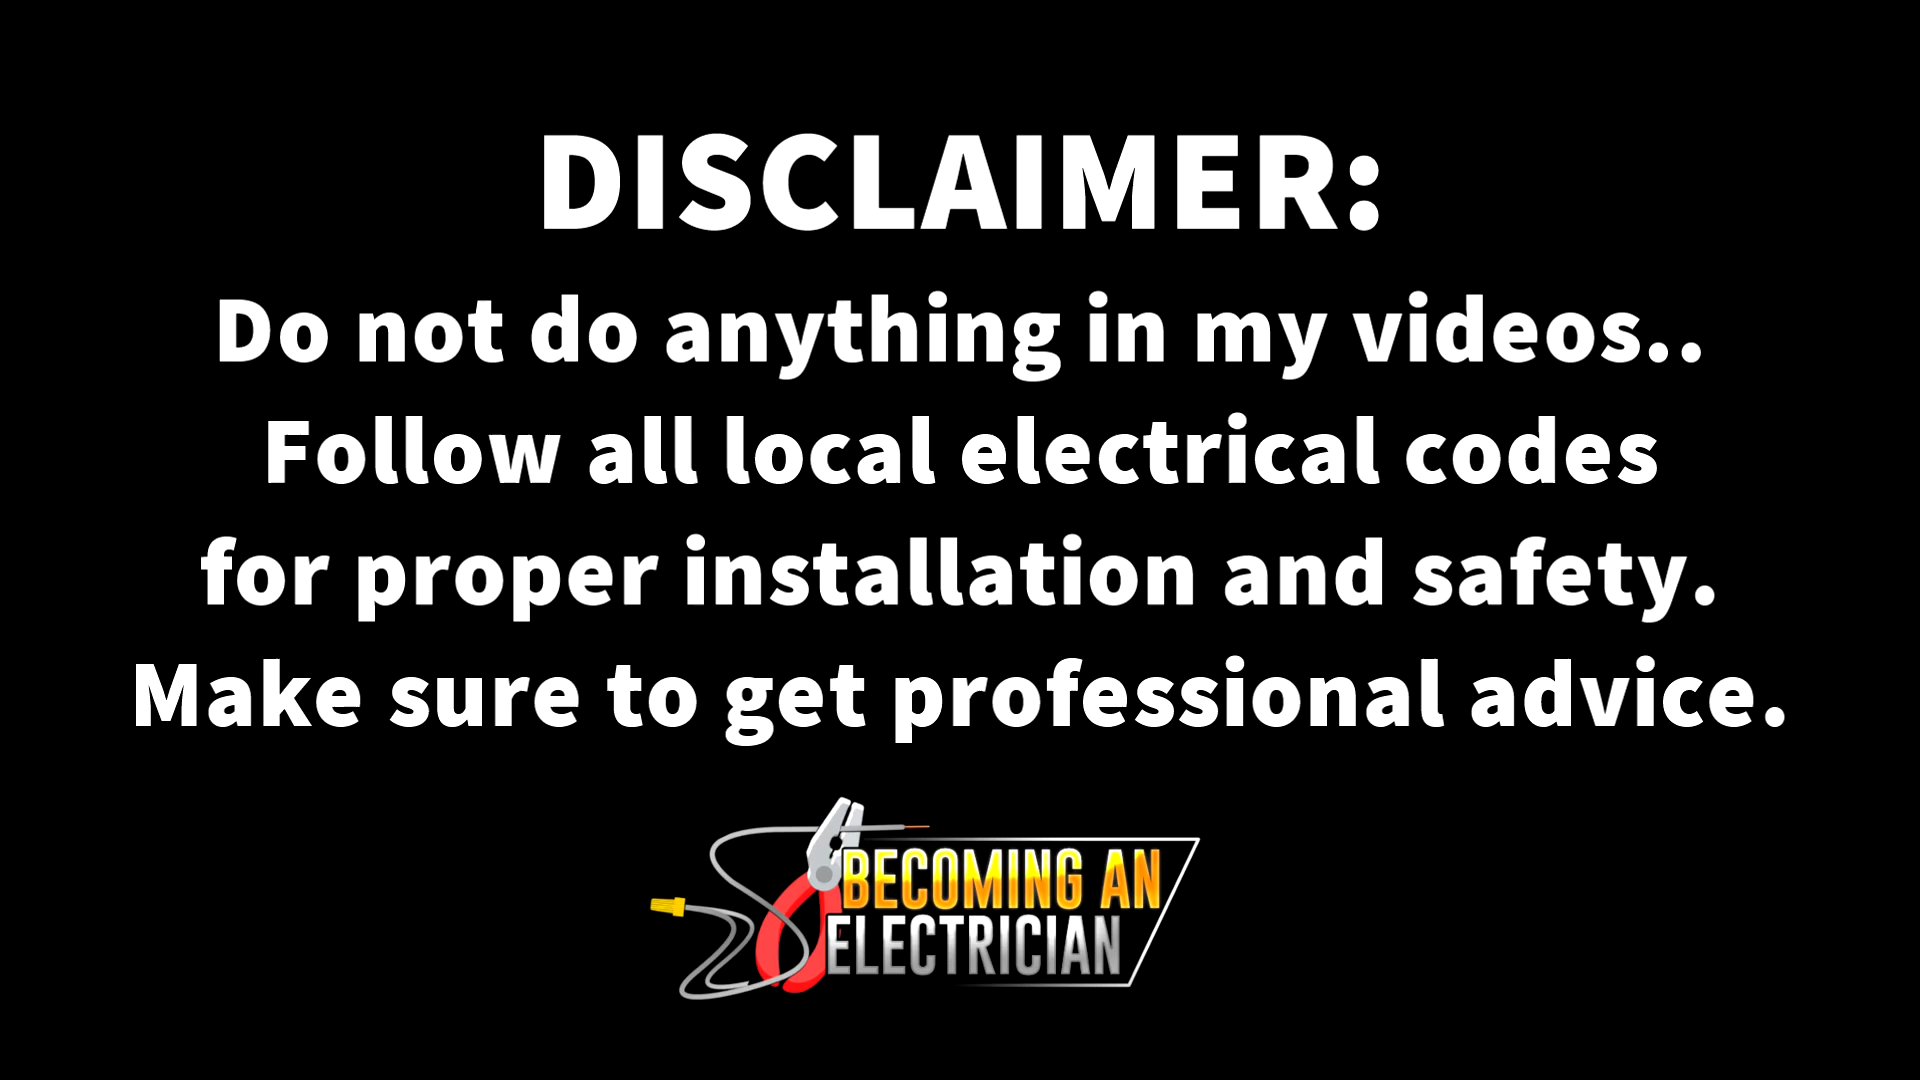 DISCLAIMER:
Do not do anything in my videos..
Follow all local electrical codes
for proper installation and safety.
Make sure to get professional advice.
BECOMING AN
ELECTRICIAN